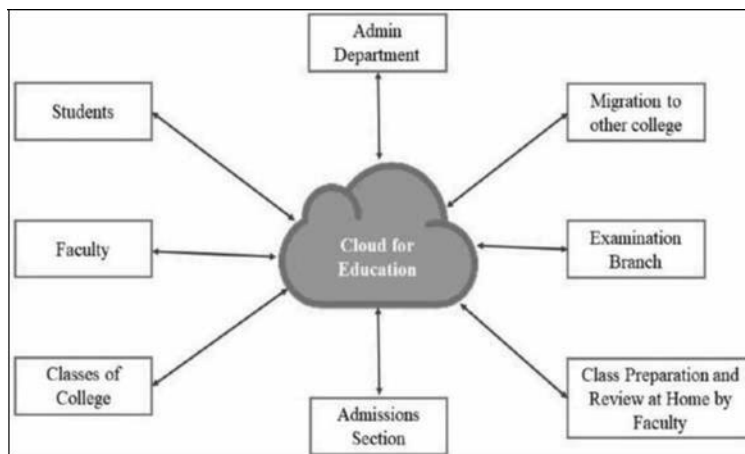 Admin
Department
Students
Migration to
other college
Faculty
Cloud for
Education
Examination
Branch
Classes of
College
Admissions
Section
Class Preparation and
Review at Home by
Faculty